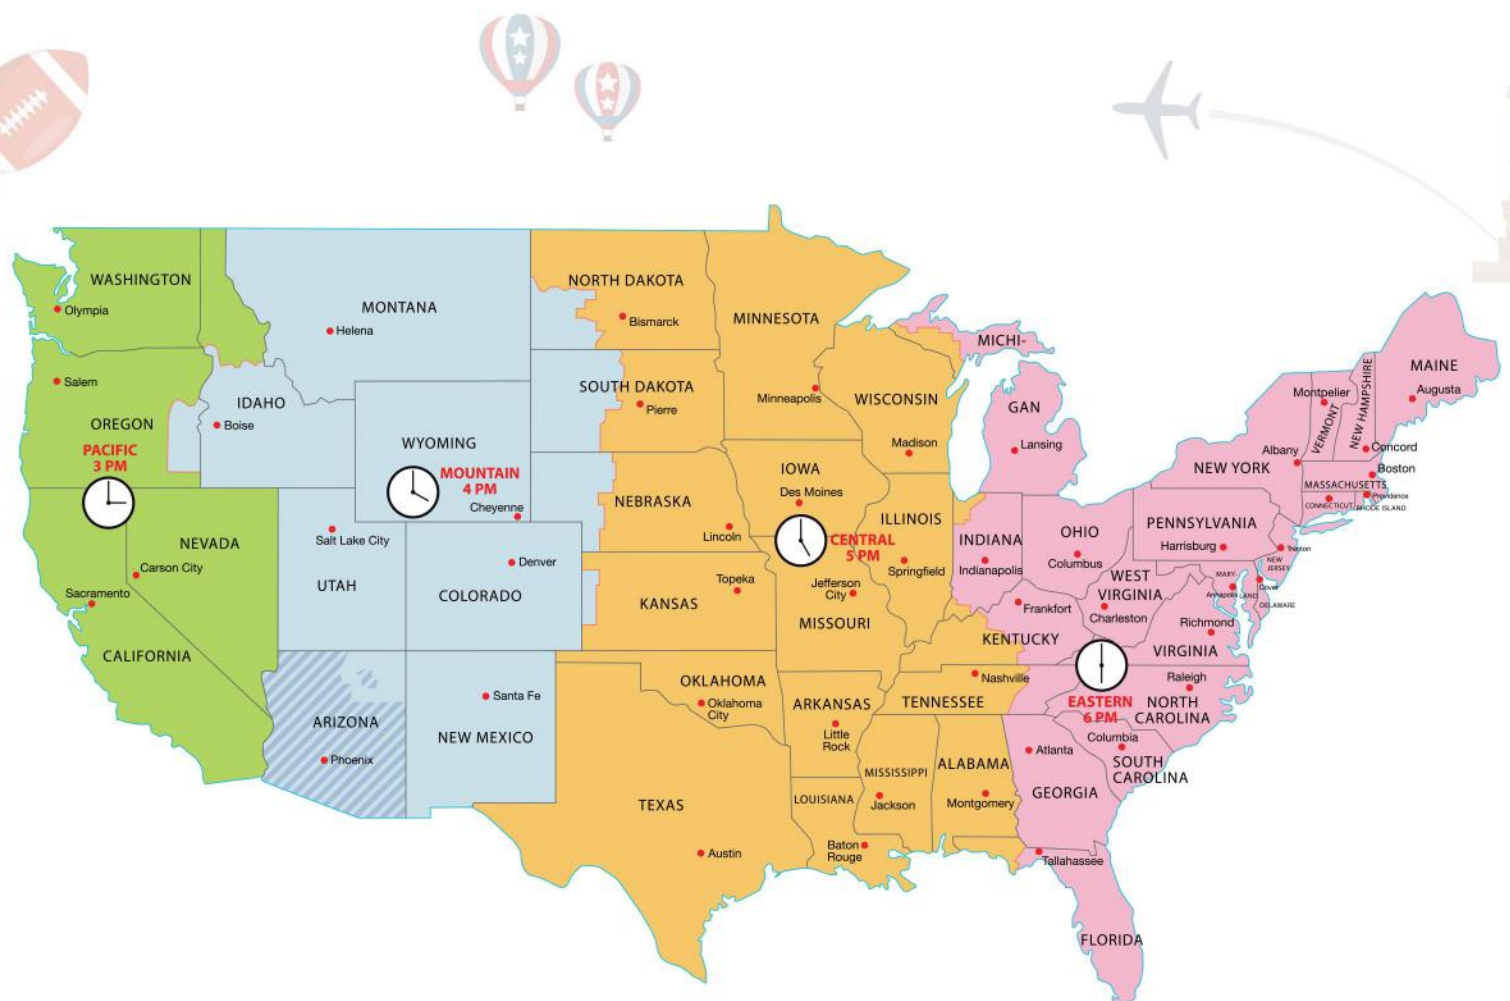 WASHINGTON
Olympia
MONTANA
Helena
NORTH DAKOTA
Bismarck
MINNESOTA
Minneapolis
MICHI-
GAN
Lansing
MAINE
Augusta
Montpelier
VERMONT
NEW HAMPSHIRE
Concord
Salem
OREGON
PACIFIC
3 PM
IDAHO
Boise
SOUTH DAKOTA
Pierre
WISCONSIN
Madison
WYOMING
MOUNTAIN
4 PM
Cheyenne
NEBRASKA
Lincoln
IOWA
Des Moines
CENTRAL
5 PM
ILLINOIS
Springfield
INDIANA
Indianapolis
OHIO
Columbus
PENNSYLVANIA
Harrisburg
NEW YORK
Albany
Boston
MASSACHUSETTS
Providence
CONNECTICUT
RHODE ISLAND
Trenton
NEW
JERSEY
Dover
DELAWARE
MARY-
LAND
Annapolis
NEVADA
Carson City
Sacramento
CALIFORNIA
Salt Lake City
UTAH
Denver
COLORADO
Topeka
KANSAS
Jefferson
City
MISSOURI
Frankfort
KENTUCKY
WEST
VIRGINIA
Charleston
Richmond
VIRGINIA
EASTERN
6 PM
Raleigh
NORTH
CAROLINA
ARIZONA
Phoenix
Santa Fe
NEW MEXICO
OKLAHOMA
Oklahoma
City
ARKANSAS
Little
Rock
Nashville
TENNESSEE
Columbia
SOUTH
CAROLINA
TEXAS
Austin
LOUISIANA
Baton
Rouge
MISSISSIPPI
Jackson
ALABAMA
Montgomery
Atlanta
GEORGIA
Tallahassee
FLORIDA